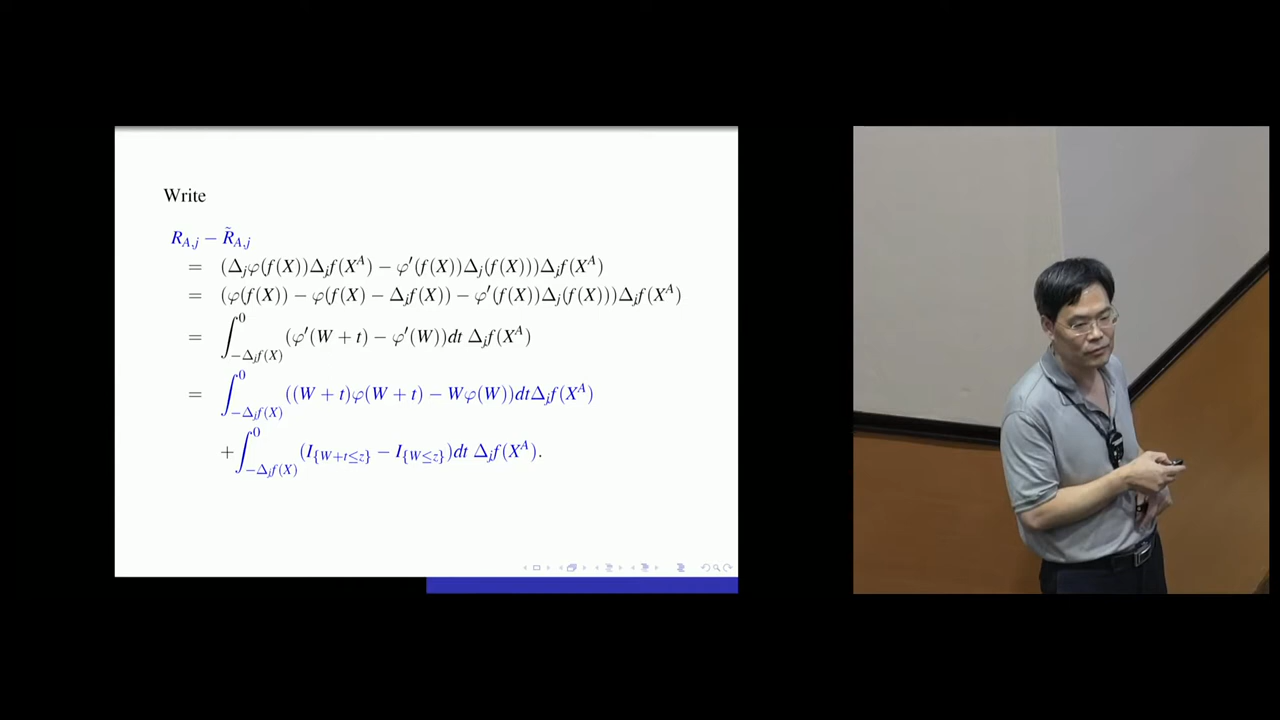 Write
R_{A,j} − R̃_{A,j}
= (Δ_jφ(f(X))Δ_jf(X^A) − φ′(f(X))Δ_j(f(X)))Δ_jf(X^A)
= (φ(f(X)) − φ(f(X) − Δ_jf(X)) − φ′(f(X))Δ_j(f(X)))Δ_jf(X^A)
= ∫_{−Δ_jf(X)}^{0} (φ′(W + t) − φ′(W))dt Δ_jf(X^A)
= ∫_{−Δ_jf(X)}^{0} ((W + t)φ(W + t) − Wφ(W))dtΔ_jf(X^A)
+∫_{−Δ_jf(X)}^{0} (I_{{W+t≤z}} − I_{{W≤z}})dt Δ_jf(X^A).